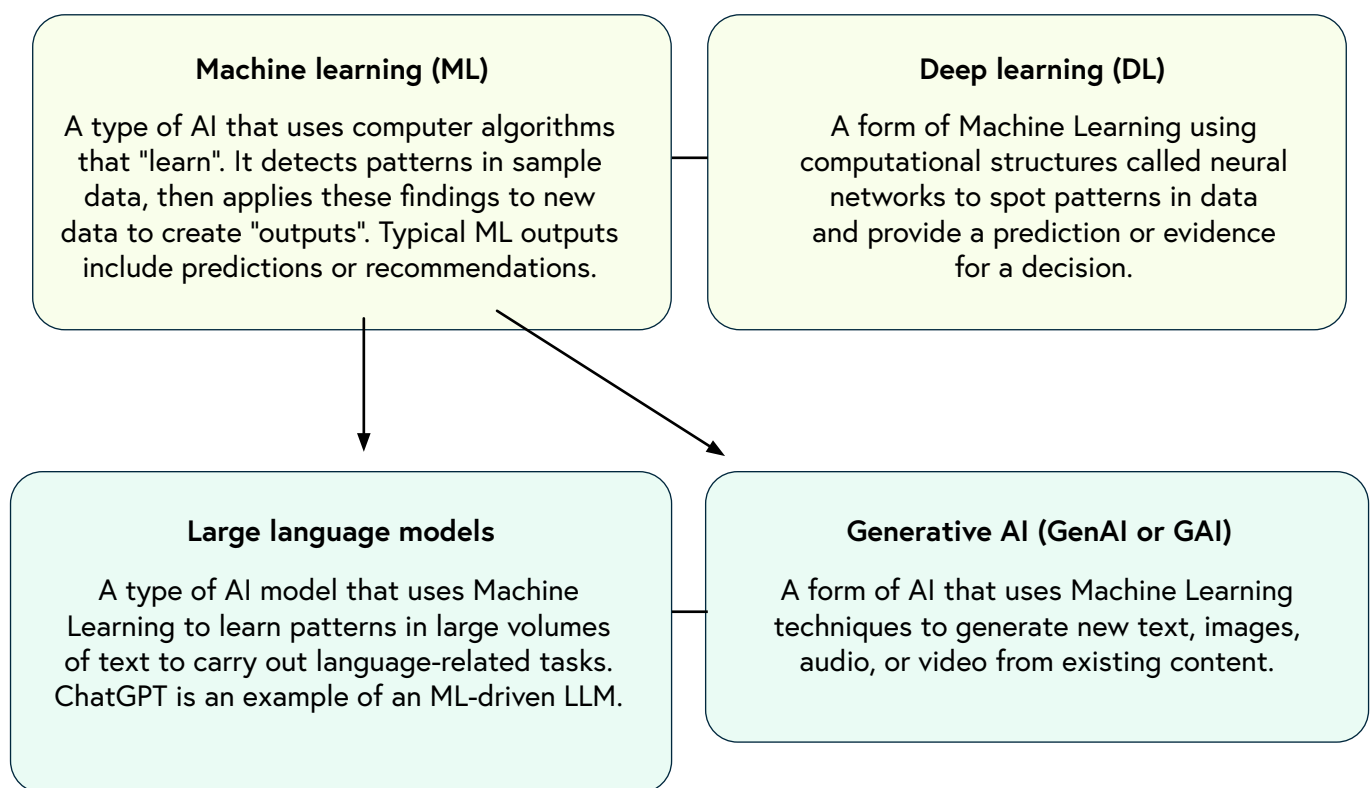 Machine learning (ML)
A type of AI that uses computer algorithms
that "learn". It detects patterns in sample
data, then applies these findings to new
data to create "outputs". Typical ML outputs
include predictions or recommendations.
Deep learning (DL)
A form of Machine Learning using
computational structures called neural
networks to spot patterns in data
and provide a prediction or evidence
for a decision.
Large language models
A type of AI model that uses Machine
Learning to learn patterns in large volumes
of text to carry out language-related tasks.
ChatGPT is an example of an ML-driven LLM.
Generative AI (GenAI or GAI)
A form of AI that uses Machine Learning
techniques to generate new text, images,
audio, or video from existing content.